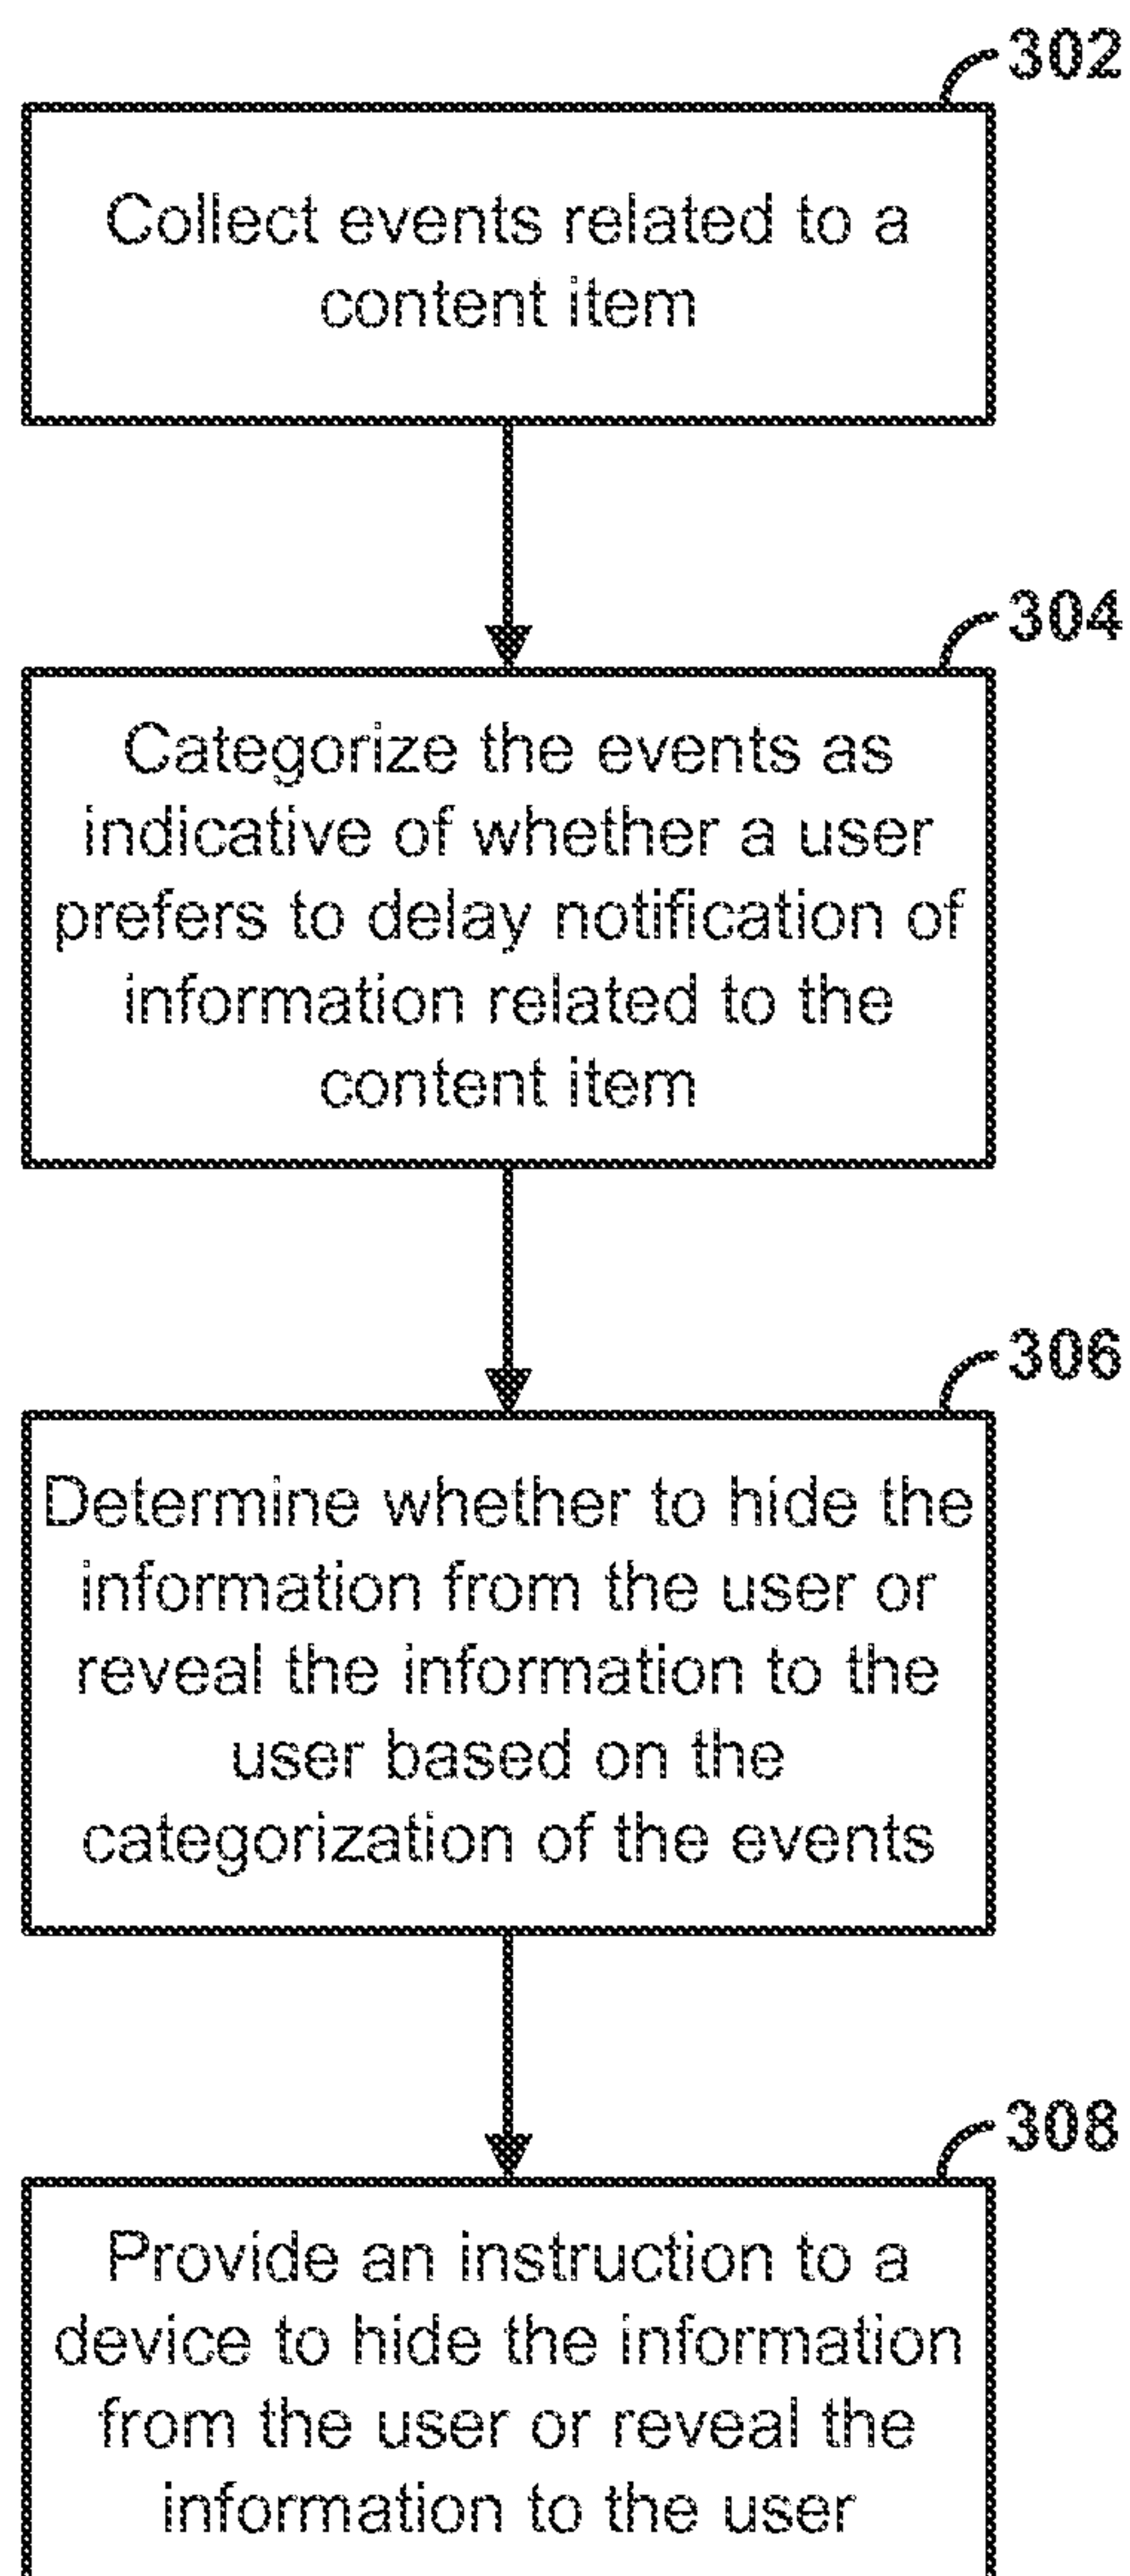 302
Collect events related to a
content item
304
Categorize the events as
indicative of whether a user
prefers to delay notification of
information related to the
content item
306
Determine whether to hide the
information from the user or
reveal the information to the
user based on the
categorization of the events
308
Provide an instruction to a
device to hide the information
from the user or reveal the
information to the user